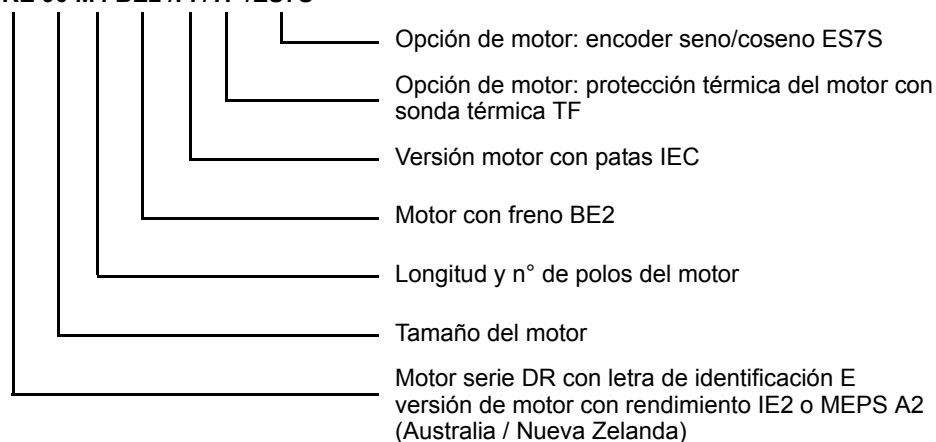 Opción de motor: encoder seno/coseno ES7S
Opción de motor: protección térmica del motor con
sonda térmica TF
Versión motor con patas IEC
Motor con freno BE2
Longitud y n° de polos del motor
Tamaño del motor
Motor serie DR con letra de identificación E
versión de motor con rendimiento IE2 o MEPS A2
(Australia / Nueva Zelanda)